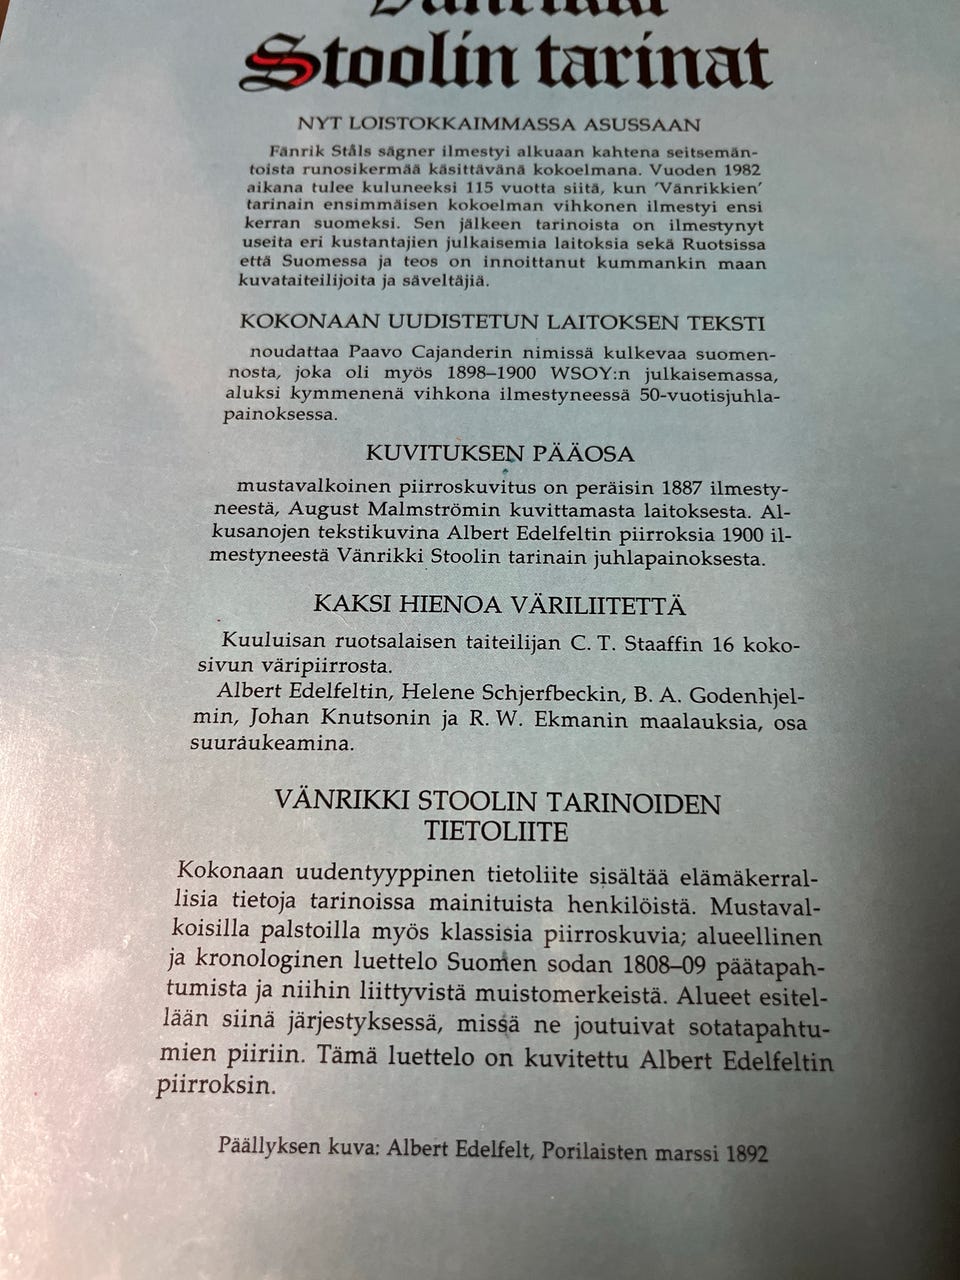 Vänrikki
Stoolin tarinat
NYT LOISTOKKAIMMASSA ASUSSAAN
Fänrik Ståls sägner ilmestyi alkuaan kahtena seitsemän-
toista runosikermää käsittävänä kokoelmana. Vuoden 1982
aikana tulee kuluneeksi 115 vuotta siitä, kun 'Vänrikkien'
tarinain ensimmäisen kokoelman vihkonen ilmestyi ensi
kerran suomeksi. Sen jälkeen tarinoista on ilmestynyt
useita eri kustantajien julkaisemia laitoksia sekä Ruotsissa
että Suomessa ja teos on innoittanut kummankin maan
kuvataiteilijoita ja säveltäjiä.
KOKONAAN UUDISTETUN LAITOKSEN TEKSTI
noudattaa Paavo Cajanderin nimissä kulkevaa suomen-
nosta, joka oli myös 1898–1900 WSOY:n julkaisemassa,
aluksi kymmenenä vihkona ilmestyneessä 50-vuotisjuhla-
painoksessa.
KUVITUKSEN PÄÄOSA
mustavalkoinen piirroskuvitus on peräisin 1887 ilmesty-
neestä, August Malmströmin kuvittamasta laitoksesta. Al-
kusanojen tekstikuvina Albert Edelfeltin piirroksia 1900 il-
mestyneestä Vänrikki Stoolin tarinain juhlapainoksesta.
KAKSI HIENOA VÄRILIITETTÄ
Kuuluisan ruotsalaisen taiteilijan C. T. Staaffin 16 koko-
sivun väripiirrosta.
Albert Edelfeltin, Helene Schjerfbeckin, B. A. Godenhjel-
min, Johan Knutsonin ja R. W. Ekmanin maalauksia, osa
suuraukeamina.
VÄNRIKKI STOOLIN TARINOIDEN
TIETOLIITE
Kokonaan uudentyyppinen tietoliite sisältää elämäkerral-
lisia tietoja tarinoissa mainituista henkilöistä. Mustaval-
koisilla palstoilla myös klassisia piirroskuvia; alueellinen
ja kronologinen luettelo Suomen sodan 1808–09 päätapah-
tumista ja niihin liittyvistä muistomerkeistä. Alueet esitel-
lään siinä järjestyksessä, missä ne joutuivat sotatapahtu-
mien piiriin. Tämä luettelo on kuvitettu Albert Edelfeltin
piirroksin.
Päällyksen kuva: Albert Edelfelt, Porilaisten marssi 1892